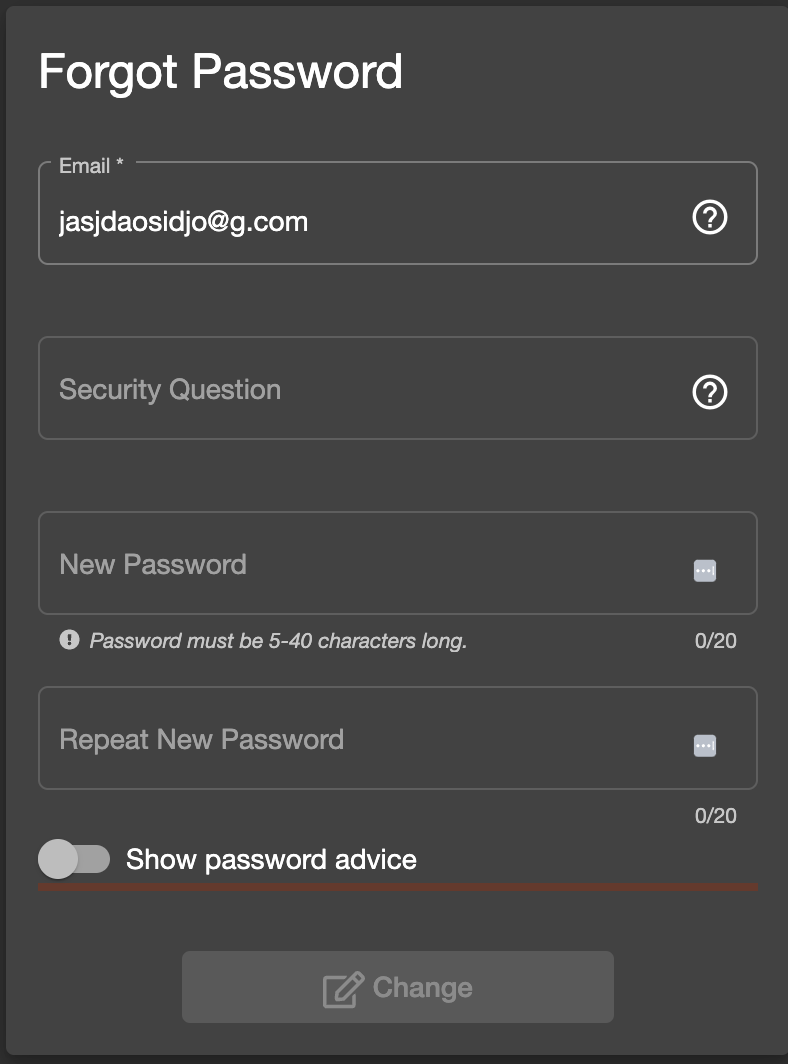 Forgot Password
Email *
jasjdaosidjo@g.com
Security Question
New Password
Password must be 5-40 characters long. 0/20
Repeat New Password
0/20
Show password advice
Change